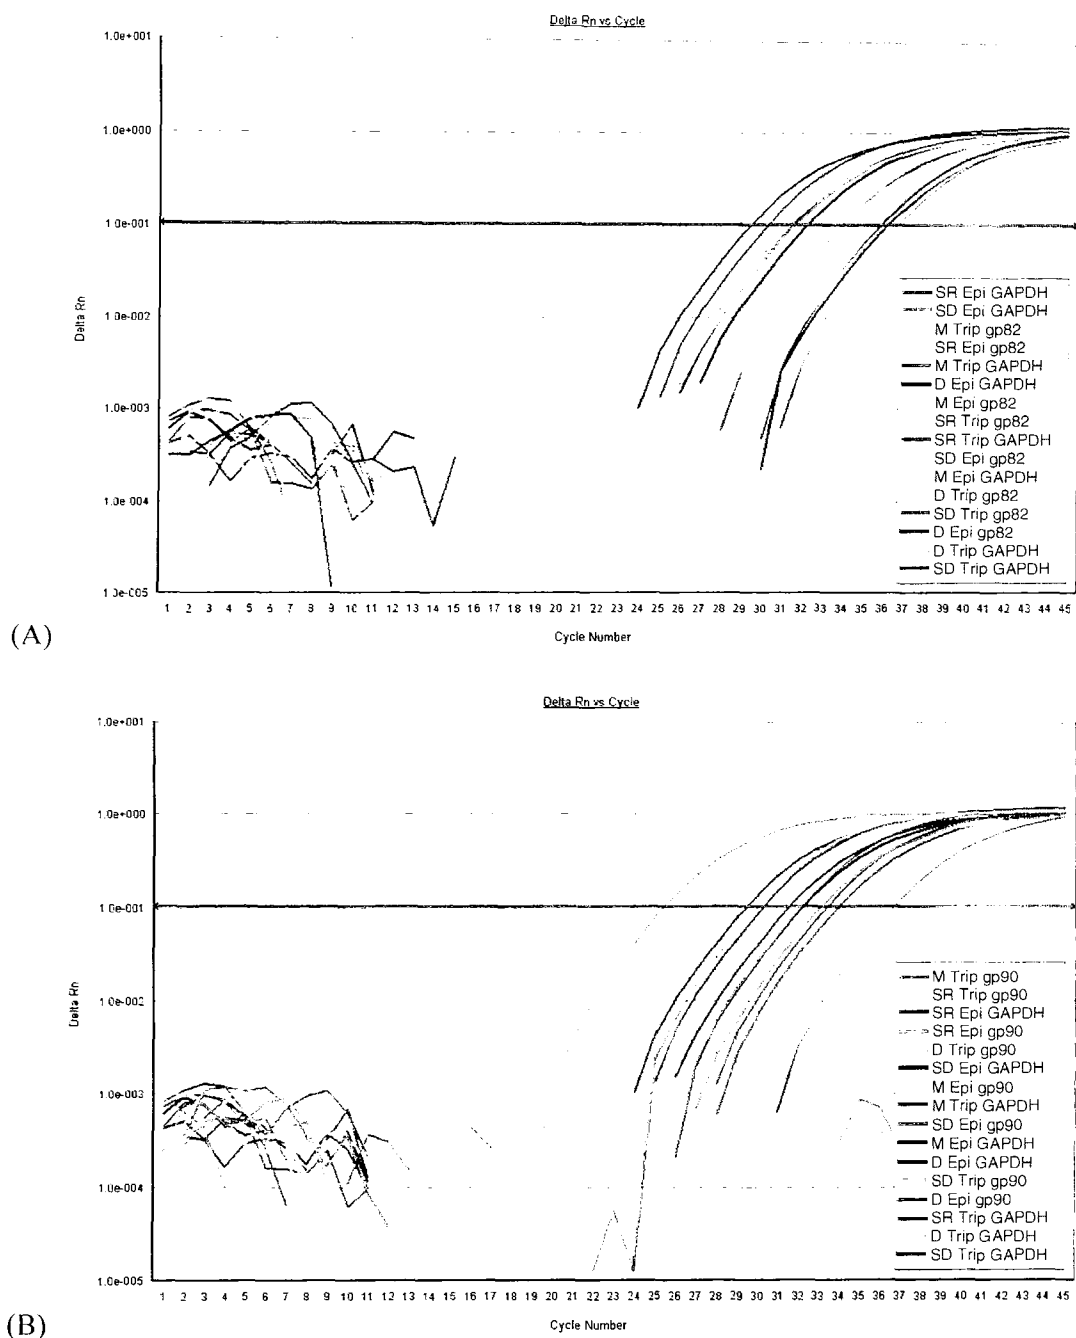 Delta Rn vs Cycle
1.0e+001
1.0e+000
1.0e-001
1.0e-002
1.0e-003
1.0e-004
1.0e-005
Delta Rn
1 2 3 4 5 6 7 8 9 10 11 12 13 14 15 16 17 18 19 20 21 22 23 24 25 26 27 28 29 30 31 32 33 34 35 36 37 38 39 40 41 42 43 44 45
Cycle Number
SR Epi GAPDH
SD Epi GAPDH
M Trip gp82
SR Epi gp82
M Trip GAPDH
D Epi GAPDH
M Epi gp82
SR Trip gp82
SR Trip GAPDH
SD Epi gp82
M Epi GAPDH
D Trip gp82
SD Trip gp82
D Epi gp82
D Trip GAPDH
SD Trip GAPDH
(A)
Delta Rn vs Cycle
1.0e+001
1.0e+000
1.0e-001
1.0e-002
1.0e-003
1.0e-004
1.0e-005
Delta Rn
1 2 3 4 5 6 7 8 9 10 11 12 13 14 15 16 17 18 19 20 21 22 23 24 25 26 27 28 29 30 31 32 33 34 35 36 37 38 39 40 41 42 43 44 45
Cycle Number
M Trip gp90
SR Trip gp90
SR Epi GAPDH
SR Epi gp90
D Trip gp90
SD Epi GAPDH
M Epi gp90
M Trip GAPDH
SD Epi gp90
M Epi GAPDH
D Epi GAPDH
SD Trip gp90
D Epi gp90
SR Trip GAPDH
D Trip GAPDH
SD Trip GAPDH
(B)